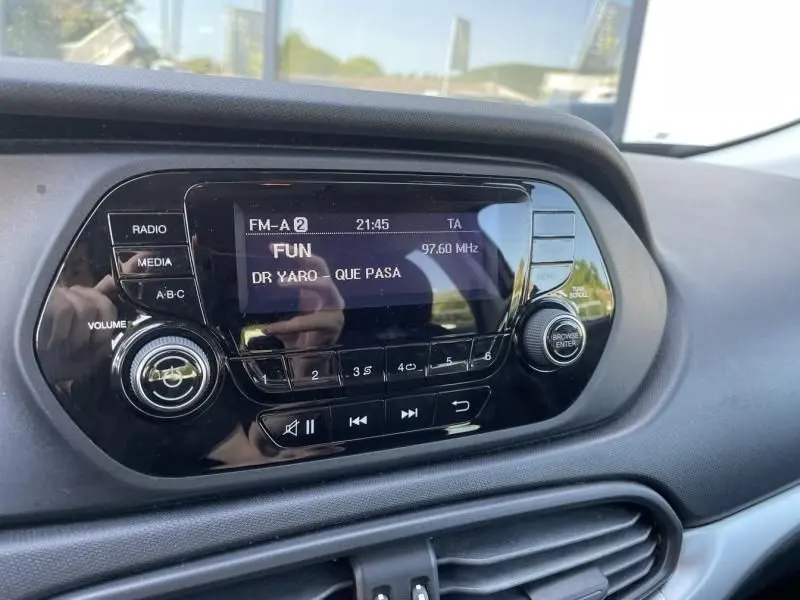 FM-A 2 21:45 TA
FUN 97.60 MHz
DR YARO - QUE PASA
RADIO
MEDIA
A·B·C
VOLUME
TUNE
SCROLL
BROWSE
ENTER
1 2 3 4 5 6